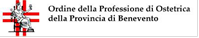 Ordine della Professione di Ostetrica
della Provincia di Benevento